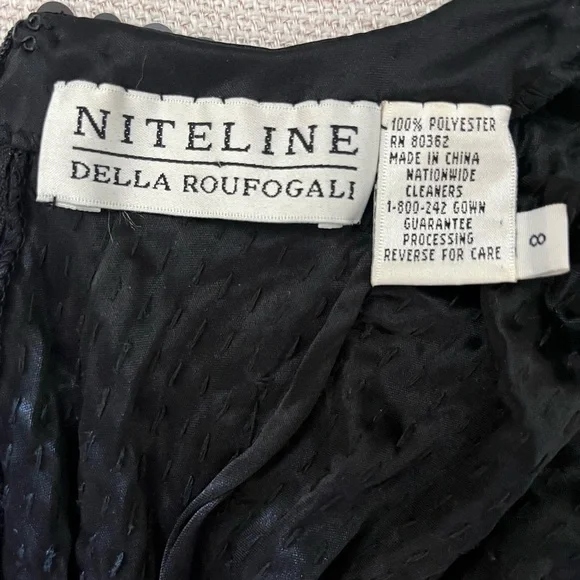 NITELINE
DELLA ROUFOGALI
100% POLYESTER
RN 80362
MADE IN CHINA
NATIONWIDE
CLEANERS
1-800-242 GOWN
GUARANTEE
PROCESSING
REVERSE FOR CARE
8